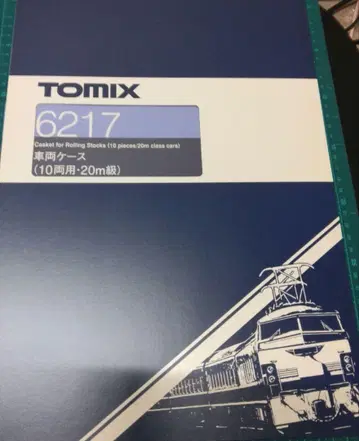 TOMIX
6217
Casket for Rolling Stocks (10 pieces/20m class cars)
車両ケース
(10両用・20m級)